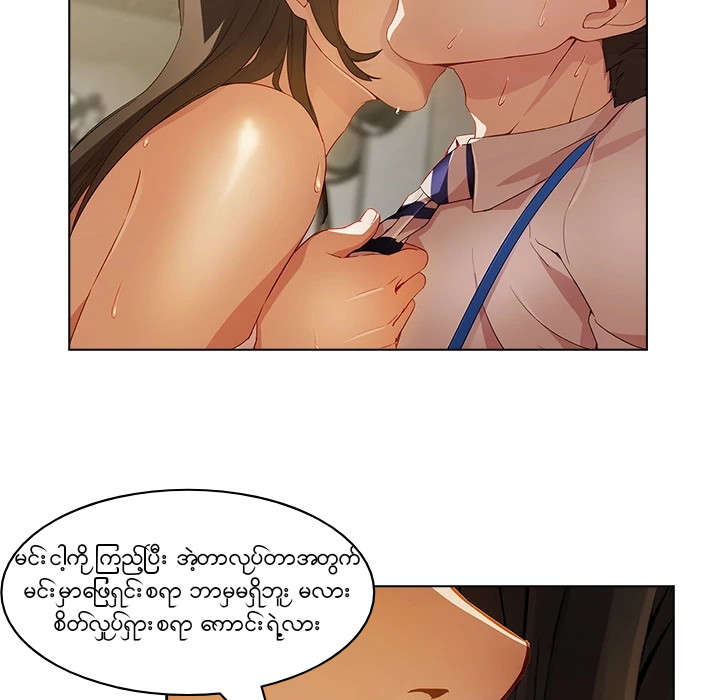 မင်းငါ့ကို ကြည့်ပြီး အဲ့တာလုပ်တာအတွက်
မင်းမှာဖြေရှင်းစရာ ဘာမှမရှိဘူး မလား
စိတ်လှုပ်ရှားစရာ ကောင်းရဲ့လား